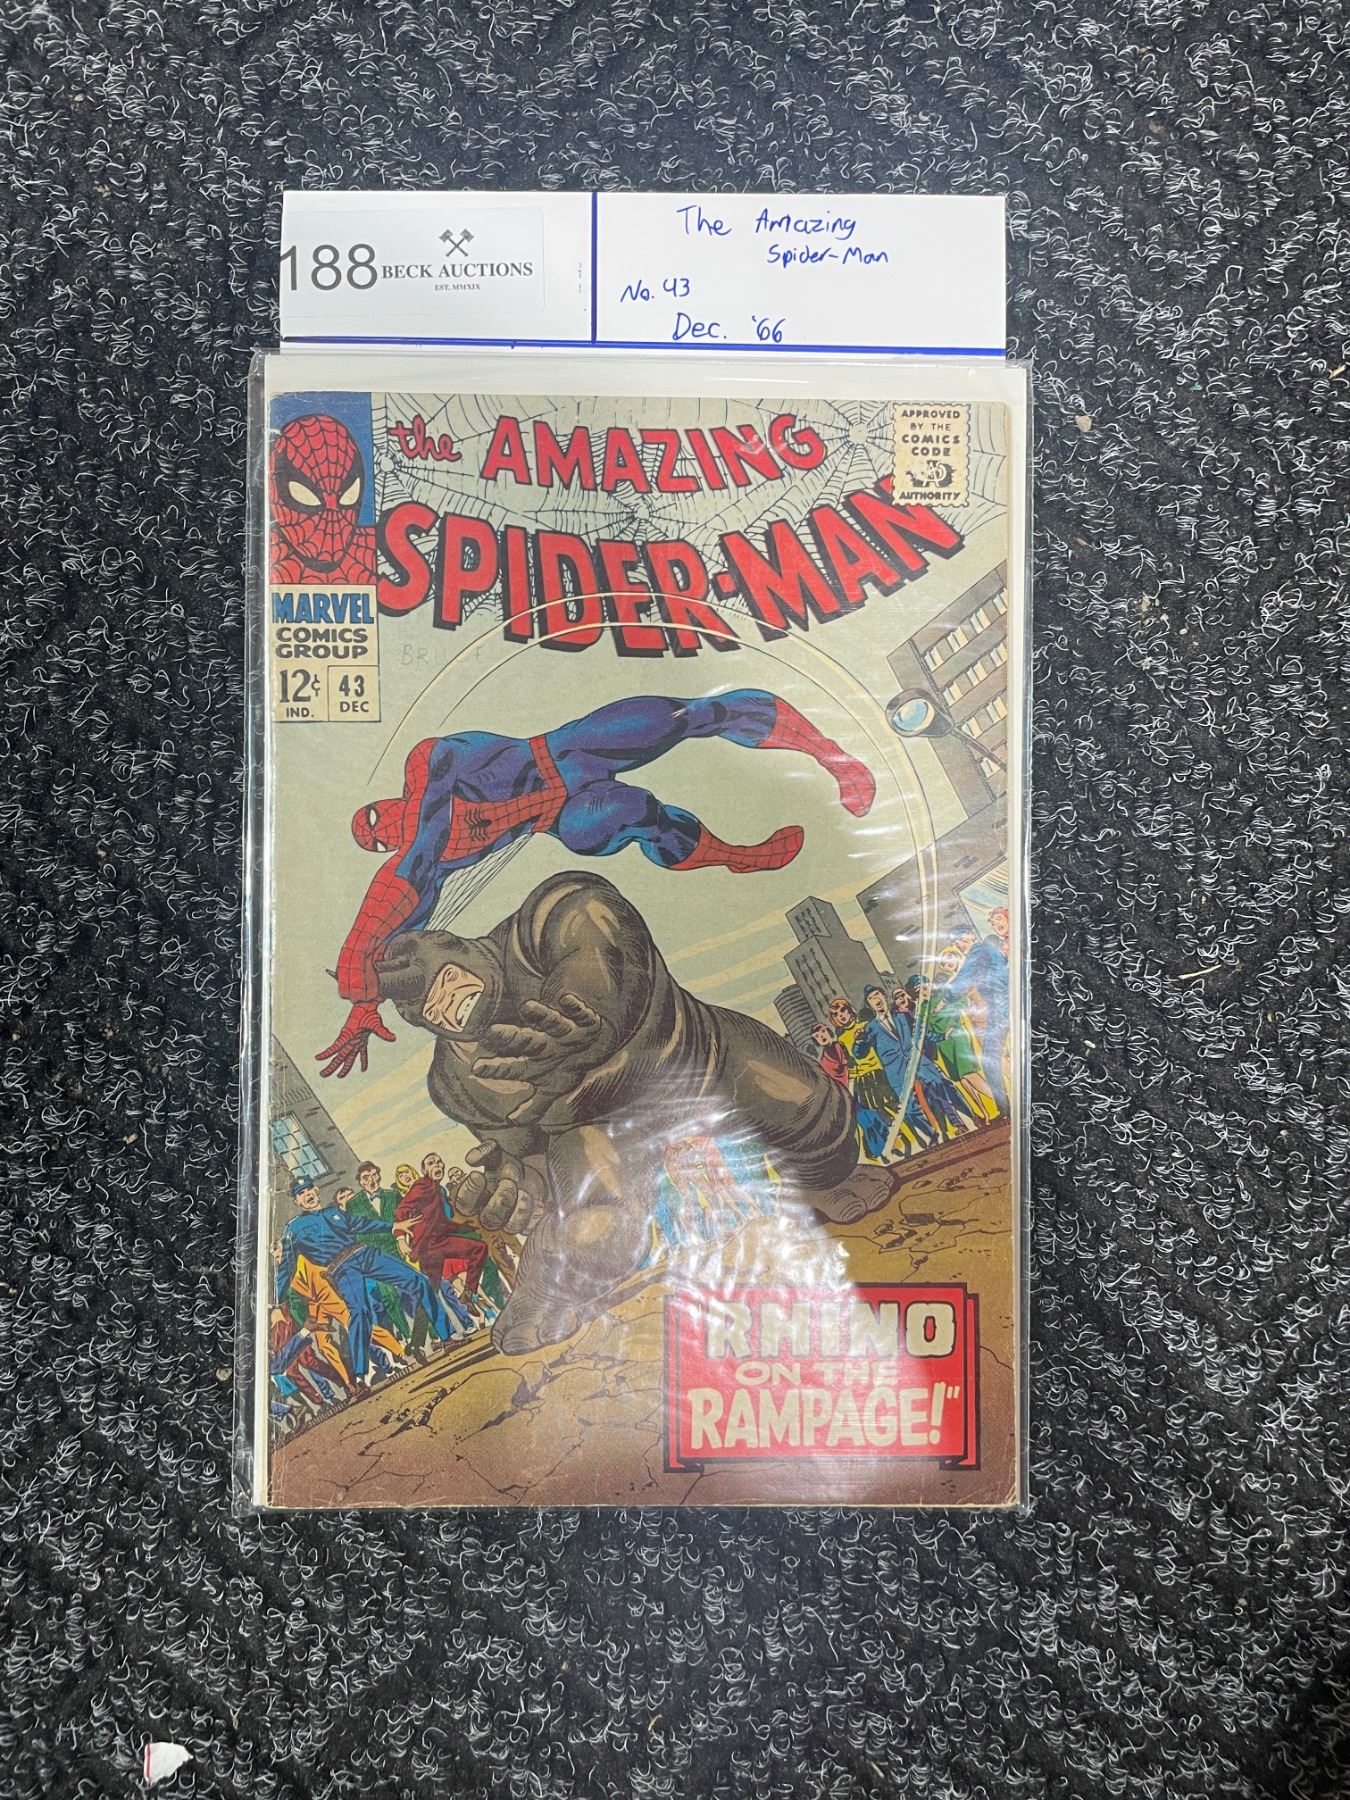 188
BECK AUCTIONS
EST. MMXIX
The Amazing
Spider-Man
No. 43
Dec. '66
the AMAZING
SPIDER-MAN
APPROVED
BY THE
COMICS
CODE
AUTHORITY
MARVEL
COMICS
GROUP
12¢
IND.
43
DEC
BRUCE
"RHINO
ON THE
RAMPAGE!"